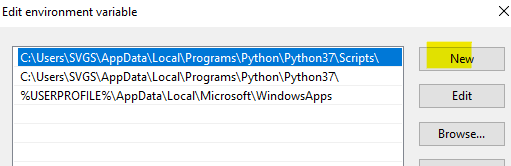 Edit environment variable
C:\Users\SVGS\AppData\Local\Programs\Python\Python37\Scripts\
New
C:\Users\SVGS\AppData\Local\Programs\Python\Python37\
%USERPROFILE%\AppData\Local\Microsoft\WindowsApps
Edit
Browse...